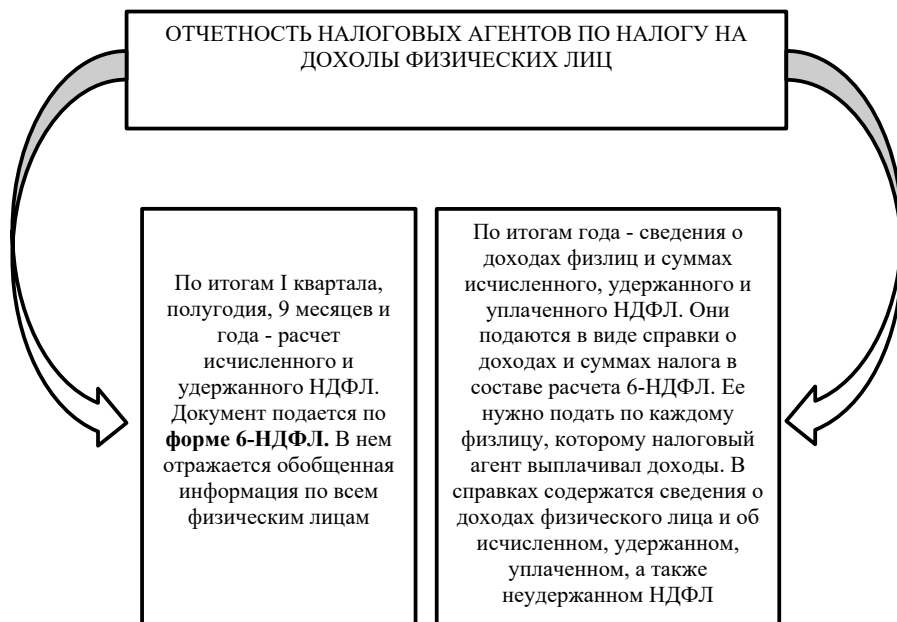 ОТЧЕТНОСТЬ НАЛОГОВЫХ АГЕНТОВ ПО НАЛОГУ НА
ДОХОЛЫ ФИЗИЧЕСКИХ ЛИЦ
По итогам I квартала,
полугодия, 9 месяцев и
года - расчет
исчисленного и
удержанного НДФЛ.
Документ подается по
форме 6-НДФЛ. В нем
отражается обобщенная
информация по всем
физическим лицам
По итогам года - сведения о
доходах физлиц и суммах
исчисленного, удержанного и
уплаченного НДФЛ. Они
подаются в виде справки о
доходах и суммах налога в
составе расчета 6-НДФЛ. Ее
нужно подать по каждому
физлицу, которому налоговый
агент выплачивал доходы. В
справках содержатся сведения о
доходах физического лица и об
исчисленном, удержанном,
уплаченном, а также
неудержанном НДФЛ